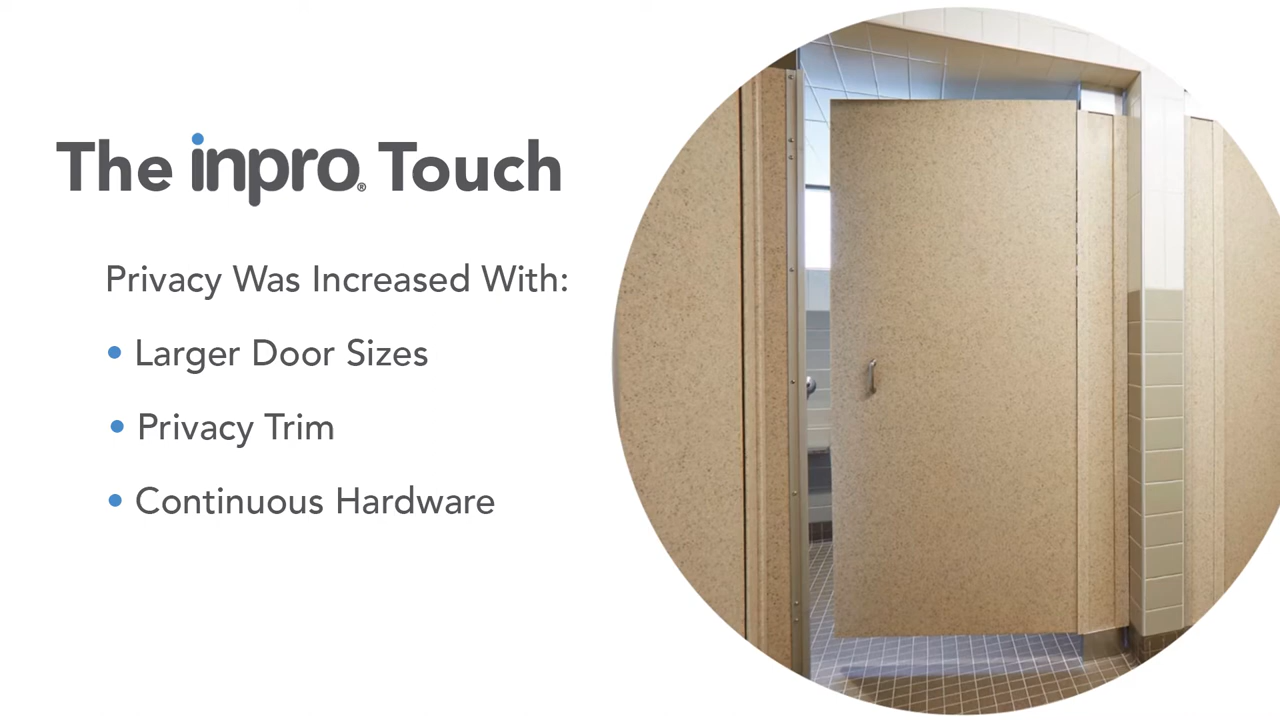 The inpro® Touch
Privacy Was Increased With:
• Larger Door Sizes
• Privacy Trim
• Continuous Hardware